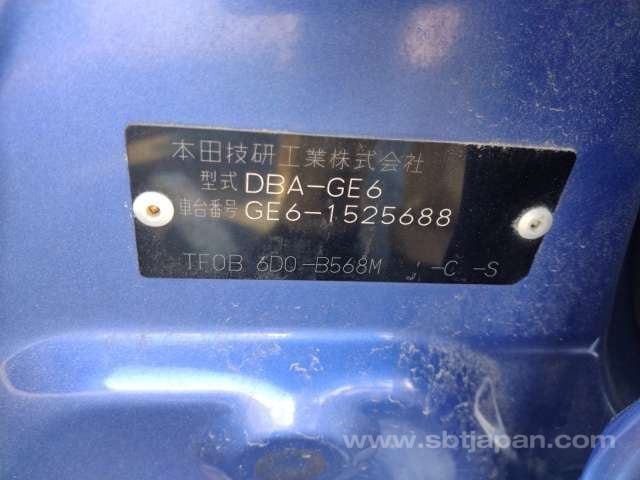 本田技研工業株式会社
型式 DBA-GE6
車台番号 GE6-1525688
TF0B 6D0-B568M J -C -S
www.sbtjapan.com